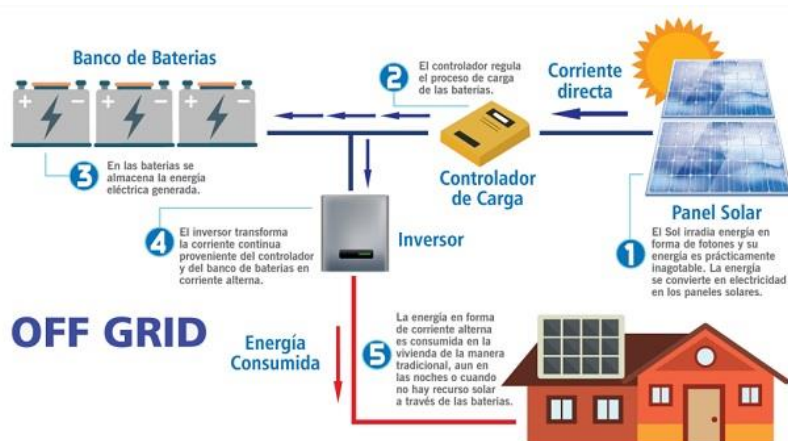 Banco de Baterias
+ - + - + -
3
En las baterías se
almacena la energía
eléctrica generada.
2
El controlador regula
el proceso de carga
de las baterías.
Corriente
directa
Controlador
de Carga
Panel Solar
1
El Sol irradia energía en
forma de fotones y su
energía es prácticamente
inagotable. La energía
se convierte en electricidad
en los paneles solares.
4
El inversor transforma
la corriente continua
proveniente del controlador
y del banco de baterías en
corriente alterna.
Inversor
OFF GRID
Energía
Consumida
5
La energía en forma
de corriente alterna
es consumida en la
vivienda de la manera
tradicional, aun en
las noches o cuando
no hay recurso solar
a través de las baterías.